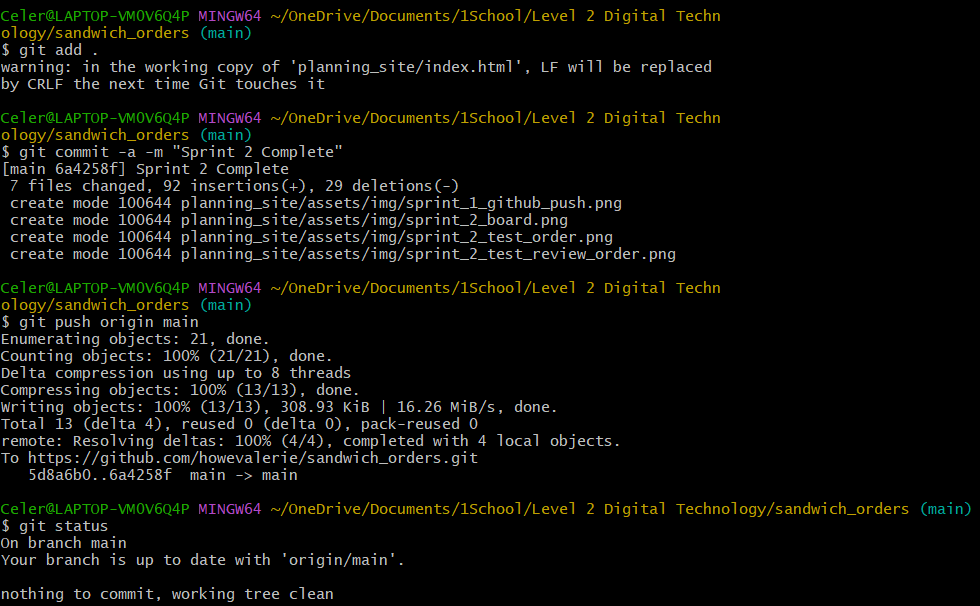 Celer@LAPTOP-VM0V6Q4P MINGW64 ~/OneDrive/Documents/1School/Level 2 Digital Techn
ology/sandwich_orders (main)
$ git add .
warning: in the working copy of 'planning_site/index.html', LF will be replaced
by CRLF the next time Git touches it

Celer@LAPTOP-VM0V6Q4P MINGW64 ~/OneDrive/Documents/1School/Level 2 Digital Techn
ology/sandwich_orders (main)
$ git commit -a -m "Sprint 2 Complete"
[main 6a4258f] Sprint 2 Complete
 7 files changed, 92 insertions(+), 29 deletions(-)
 create mode 100644 planning_site/assets/img/sprint_1_github_push.png
 create mode 100644 planning_site/assets/img/sprint_2_board.png
 create mode 100644 planning_site/assets/img/sprint_2_test_order.png
 create mode 100644 planning_site/assets/img/sprint_2_test_review_order.png

Celer@LAPTOP-VM0V6Q4P MINGW64 ~/OneDrive/Documents/1School/Level 2 Digital Techn
ology/sandwich_orders (main)
$ git push origin main
Enumerating objects: 21, done.
Counting objects: 100% (21/21), done.
Delta compression using up to 8 threads
Compressing objects: 100% (13/13), done.
Writing objects: 100% (13/13), 308.93 KiB | 16.26 MiB/s, done.
Total 13 (delta 4), reused 0 (delta 0), pack-reused 0
remote: Resolving deltas: 100% (4/4), completed with 4 local objects.
To https://github.com/howevalerie/sandwich_orders.git
   5d8a6b0..6a4258f  main -> main

Celer@LAPTOP-VM0V6Q4P MINGW64 ~/OneDrive/Documents/1School/Level 2 Digital Technology/sandwich_orders (main)
$ git status
On branch main
Your branch is up to date with 'origin/main'.

nothing to commit, working tree clean